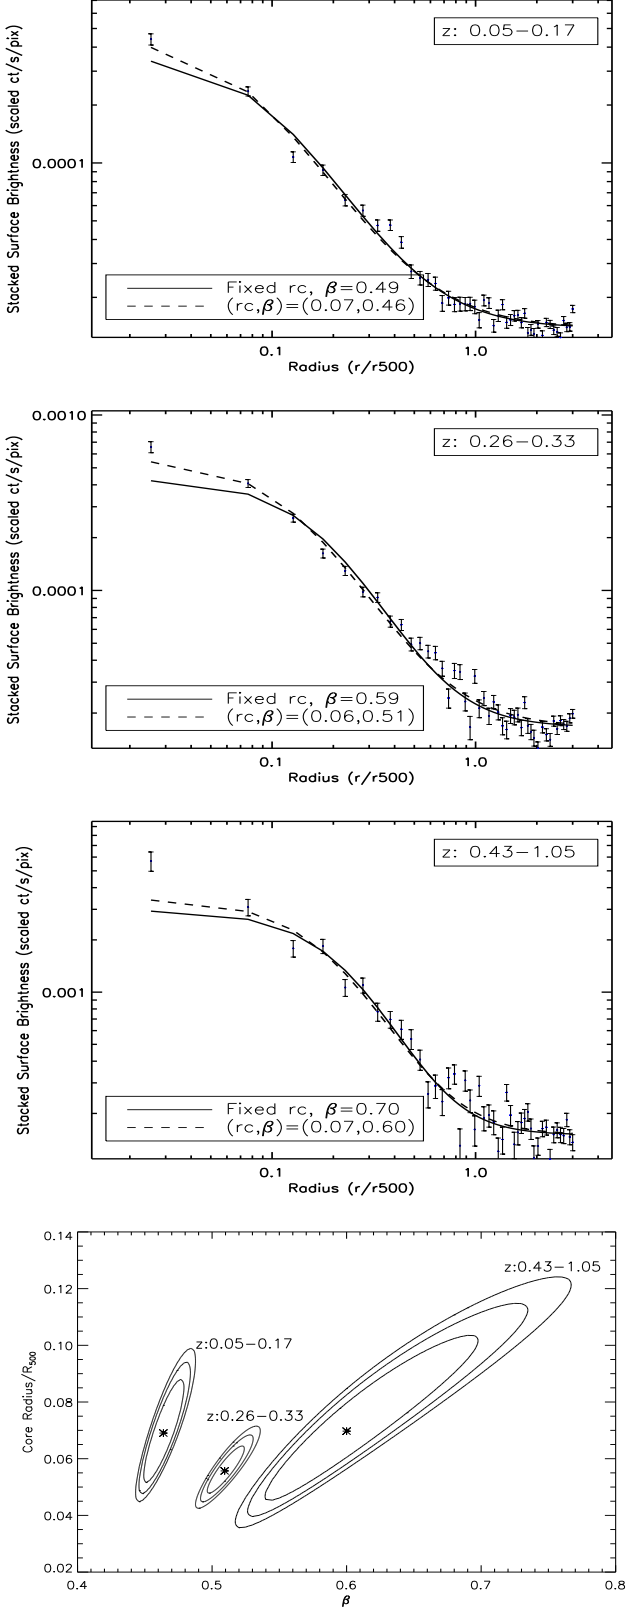 Stacked Surface Brightness (scaled ct/s/pix)
z: 0.05−0.17
0.0001
Fixed rc, β=0.49
(rc,β)=(0.07,0.46)
0.1 1.0
Radius (r/r500)
Stacked Surface Brightness (scaled ct/s/pix)
0.0010
z: 0.26−0.33
0.0001
Fixed rc, β=0.59
(rc,β)=(0.06,0.51)
0.1 1.0
Radius (r/r500)
Stacked Surface Brightness (scaled ct/s/pix)
z: 0.43−1.05
0.001
Fixed rc, β=0.70
(rc,β)=(0.07,0.60)
0.1 1.0
Radius (r/r500)
Core Radius/R500
0.14
z:0.43−1.05
0.12
z:0.05−0.17
0.10
0.08
z:0.26−0.33
0.06
0.04
0.02
0.4 0.5 0.6 0.7 0.8
β